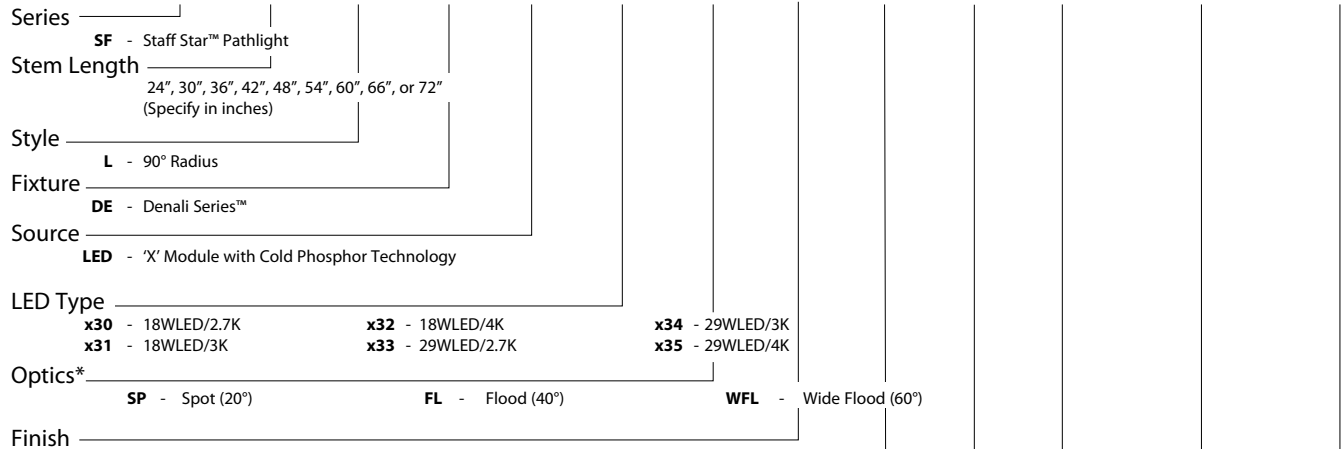 Series
SF - Staff Star™ Pathlight
Stem Length
24”, 30”, 36”, 42”, 48”, 54”, 60”, 66”, or 72”
(Specify in inches)
Style
L - 90° Radius
Fixture
DE - Denali Series™
Source
LED - ‘X’ Module with Cold Phosphor Technology
LED Type
x30 - 18WLED/2.7K x32 - 18WLED/4K x34 - 29WLED/3K
x31 - 18WLED/3K x33 - 29WLED/2.7K x35 - 29WLED/4K
Optics*
SP - Spot (20°) FL - Flood (40°) WFL - Wide Flood (60°)
Finish